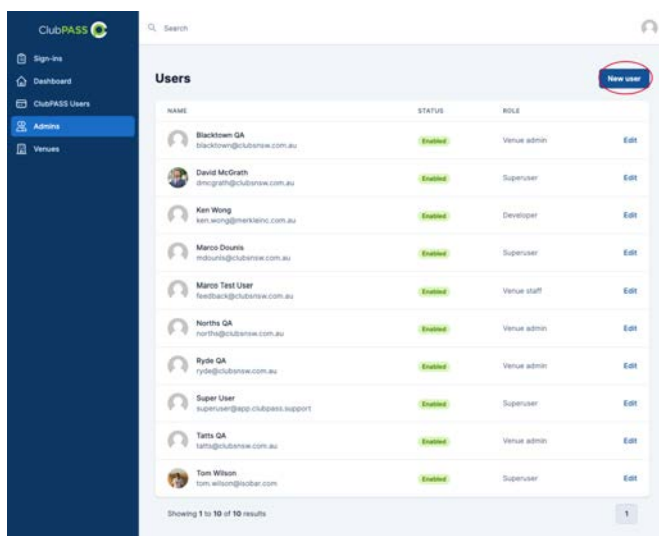 ClubPASS
Search
Sign-ins
Dashboard
ClubPASS Users
Admins
Venues
Users
New user
NAME STATUS ROLE
Blacktown QA
blacktown@clubsnsw.com.au Enabled Venue admin Edit
David McGrath
dmcgrath@clubsnsw.com.au Enabled Superuser Edit
Ken Wong
ken.wong@merkleinc.com.au Enabled Developer Edit
Marco Dounis
mdounis@clubsnsw.com.au Enabled Superuser Edit
Marco Test User
feedback@clubsnsw.com.au Enabled Venue staff Edit
Norths QA
norths@clubsnsw.com.au Enabled Venue admin Edit
Ryde QA
ryde@clubsnsw.com.au Enabled Venue admin Edit
Super User
superuser@app.clubpass.support Enabled Superuser Edit
Tatts QA
tatts@clubsnsw.com.au Enabled Venue admin Edit
Tom Wilson
tom.wilson@isobar.com Enabled Superuser Edit
Showing 1 to 10 of 10 results 1